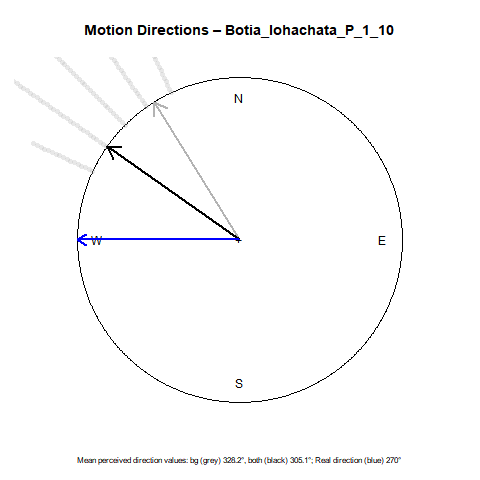 Motion Directions – Botia_lohachata_P_1_10
N
W
E
S
Mean perceived direction values: bg (grey) 328.2°, both (black) 305.1°; Real direction (blue) 270°